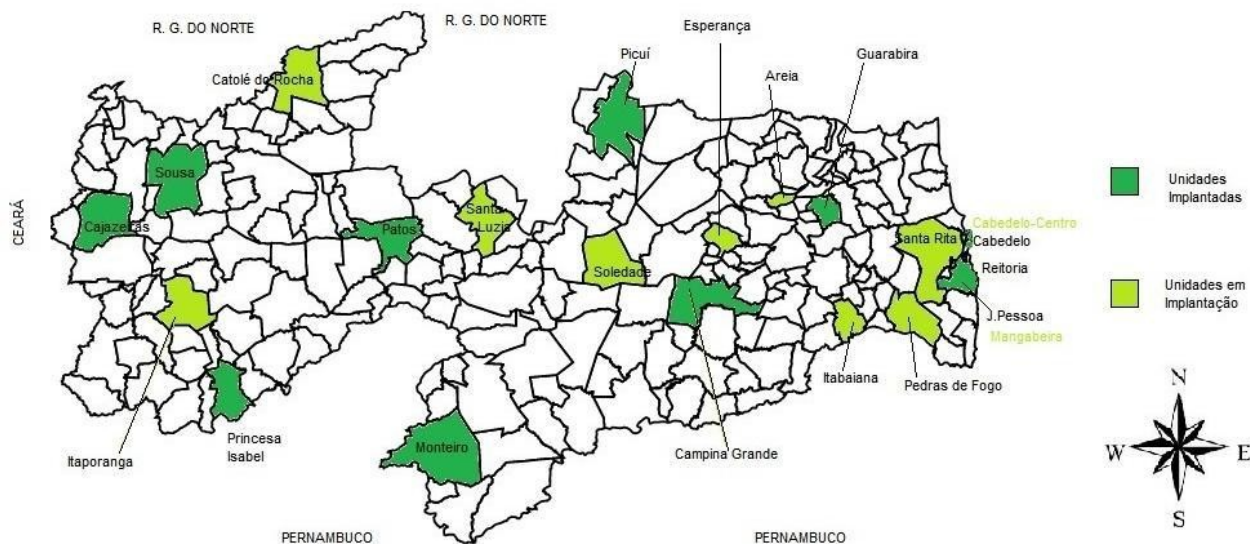 R. G. DO NORTE
R. G. DO NORTE
Esperança
Picuí
Guarabira
Areia
Catolé do Rocha
Sousa
Unidades
Implantadas
CEARÁ
Cajazeiras
Patos
Santa
Luzia
Santa Rita
Cabedelo-Centro
Cabedelo
Soledade
Reitoria
Unidades em
Implantação
J.Pessoa
Mangabeira
Itabaiana
Pedras de Fogo
N
W
E
S
Itaporanga
Princesa
Isabel
Monteiro
Campina Grande
PERNAMBUCO
PERNAMBUCO